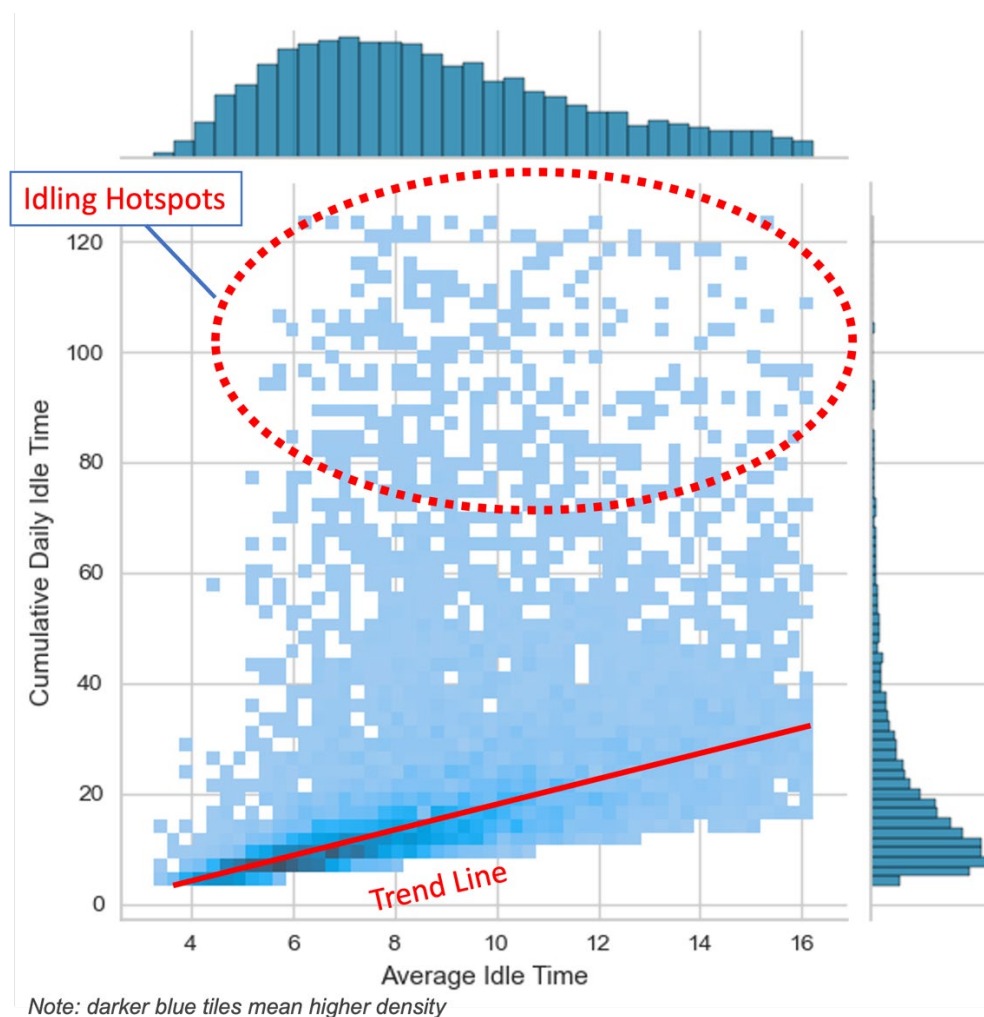 Idling Hotspots
120
100
80
60
40
20
0
Cumulative Daily Idle Time
Trend Line
4 6 8 10 12 14 16
Average Idle Time
Note: darker blue tiles mean higher density